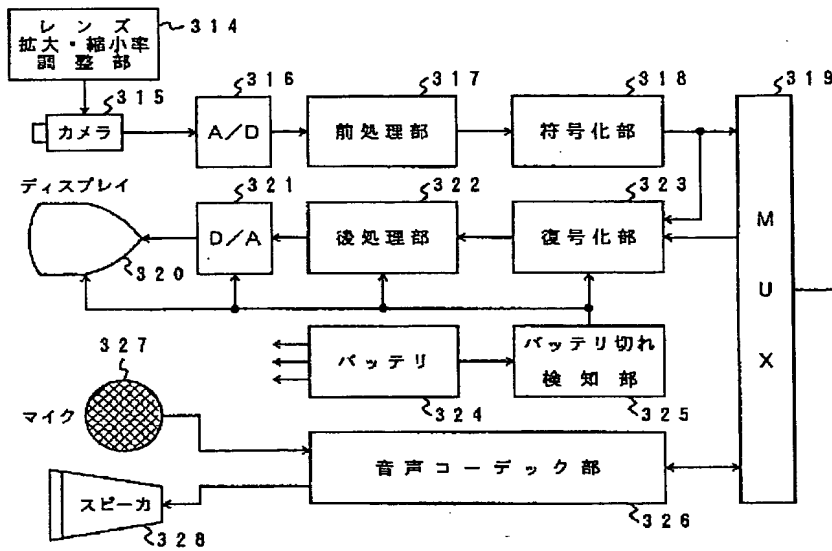 レンズ
拡大・縮小率
調整部
314
315
カメラ
316
A/D
317
前処理部
318
符号化部
319
MUX
ディスプレイ
320
321
D/A
322
後処理部
323
復号化部
バッテリ
324
バッテリ切れ
検知部
325
327
マイク
音声コーデック部
326
スピーカ
328